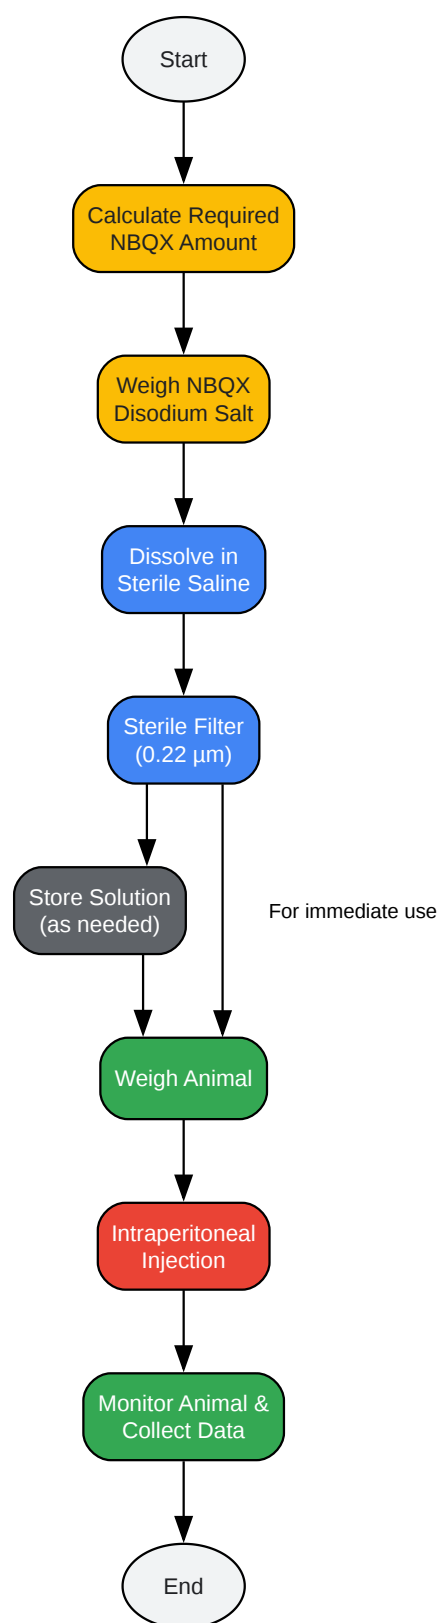 Start
Calculate Required
NBQX Amount
Weigh NBQX
Disodium Salt
Dissolve in
Sterile Saline
Sterile Filter
(0.22 µm)
Store Solution
(as needed)
For immediate use
Weigh Animal
Intraperitoneal
Injection
Monitor Animal &
Collect Data
End